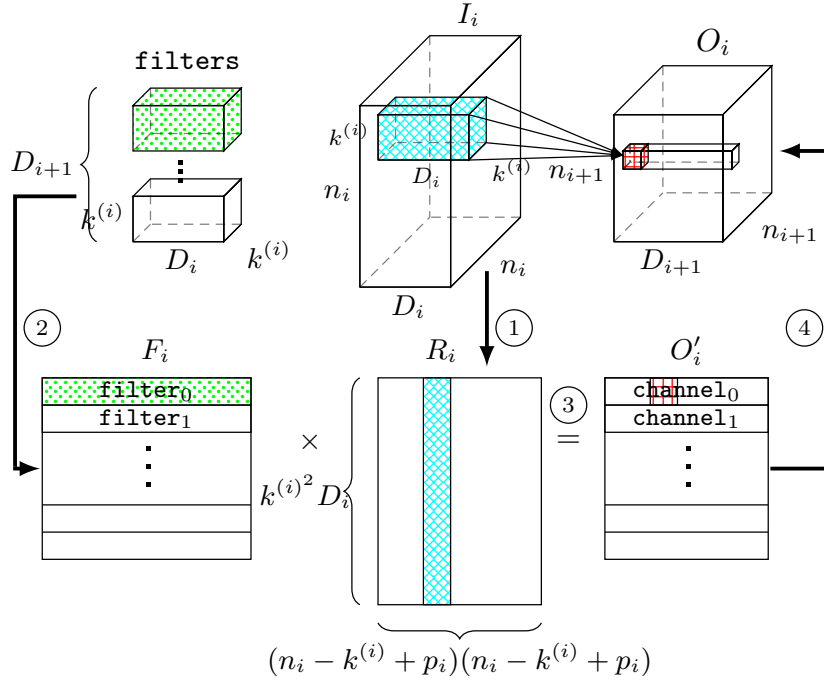 I_i
O_i
filters
D_{i+1}
k^{(i)}
D_i
k^{(i)}
k^{(i)}
D_i
k^{(i)}
n_i
D_i
n_i
n_{i+1}
D_{i+1}
n_{i+1}
2
1
4
F_i
R_i
O'_i
filter_0
filter_1
⋮
×
k^{(i)^2} D_i
3
=
channel_0
channel_1
⋮
(n_i − k^{(i)} + p_i)(n_i − k^{(i)} + p_i)